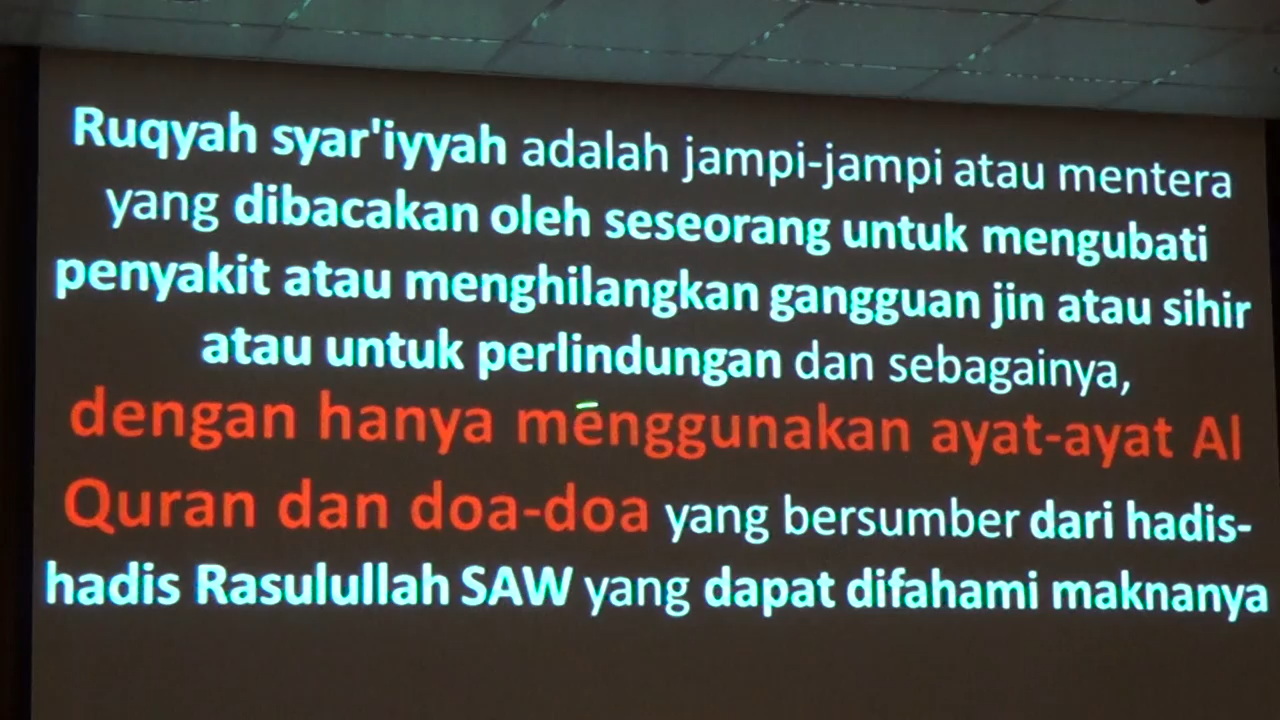 Ruqyah syar'iyyah adalah jampi-jampi atau mentera
yang dibacakan oleh seseorang untuk mengubati
penyakit atau menghilangkan gangguan jin atau sihir
atau untuk perlindungan dan sebagainya,
dengan hanya menggunakan ayat-ayat Al
Quran dan doa-doa yang bersumber dari hadis-
hadis Rasulullah SAW yang dapat difahami maknanya